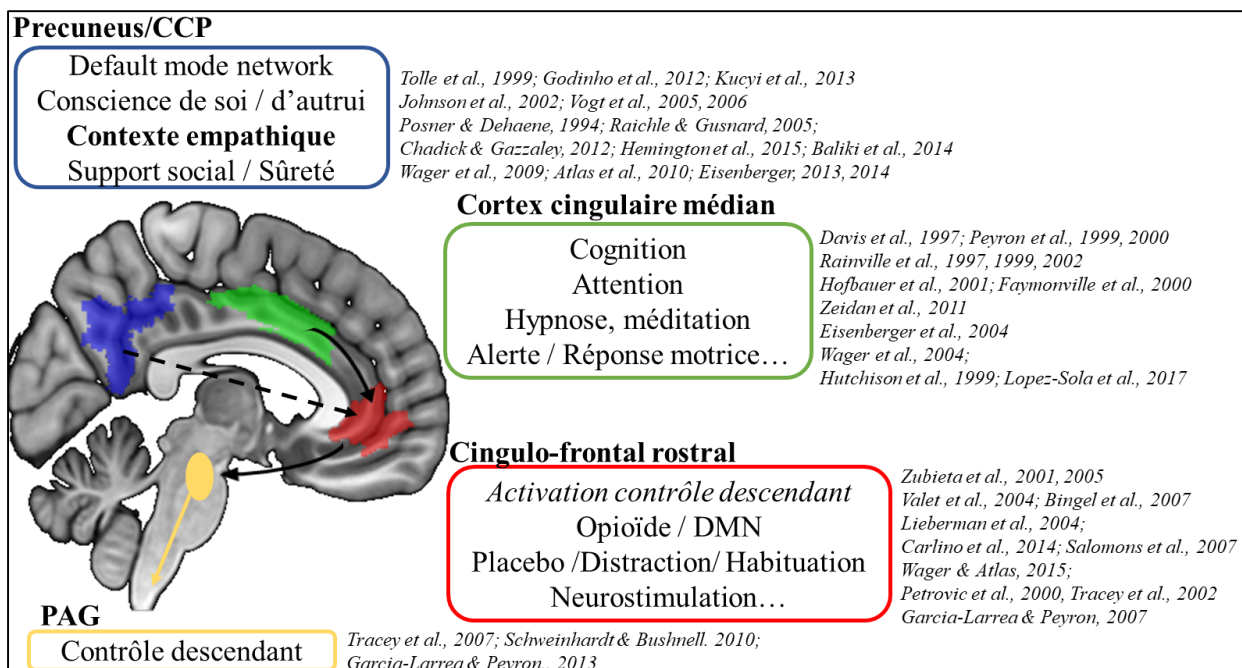 Precuneus/CCP
Default mode network
Conscience de soi / d'autrui
Contexte empathique
Support social / Sûreté
Tolle et al., 1999; Godinho et al., 2012; Kucyi et al., 2013
Johnson et al., 2002; Vogt et al., 2005, 2006
Posner & Dehaene, 1994; Raichle & Gusnard, 2005;
Chadick & Gazzaley, 2012; Hemington et al., 2015; Baliki et al., 2014
Wager et al., 2009; Atlas et al., 2010; Eisenberger, 2013, 2014
Cortex cingulaire médian
Cognition
Attention
Hypnose, méditation
Alerte / Réponse motrice…
Davis et al., 1997; Peyron et al., 1999, 2000
Rainville et al., 1997, 1999, 2002
Hofbauer et al., 2001; Faymonville et al., 2000
Zeidan et al., 2011
Eisenberger et al., 2004
Wager et al., 2004;
Hutchison et al., 1999; Lopez-Sola et al., 2017
Cingulo-frontal rostral
Activation contrôle descendant
Opioïde / DMN
Placebo /Distraction/ Habituation
Neurostimulation…
Zubieta et al., 2001, 2005
Valet et al., 2004; Bingel et al., 2007
Lieberman et al., 2004;
Carlino et al., 2014; Salomons et al., 2007
Wager & Atlas, 2015;
Petrovic et al., 2000, Tracey et al., 2002
Garcia-Larrea & Peyron, 2007
PAG
Contrôle descendant
Tracey et al., 2007; Schweinhardt & Bushnell. 2010;
Garcia-Larrea & Peyron,. 2013